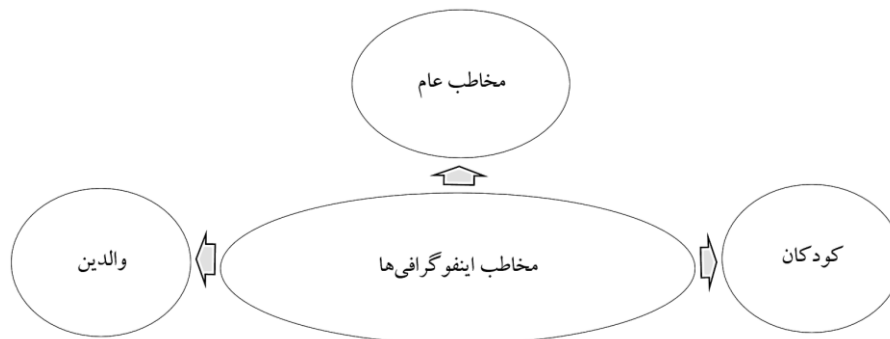 مخاطب عام
کودکان
مخاطب اینفوگرافی‌ها
والدین